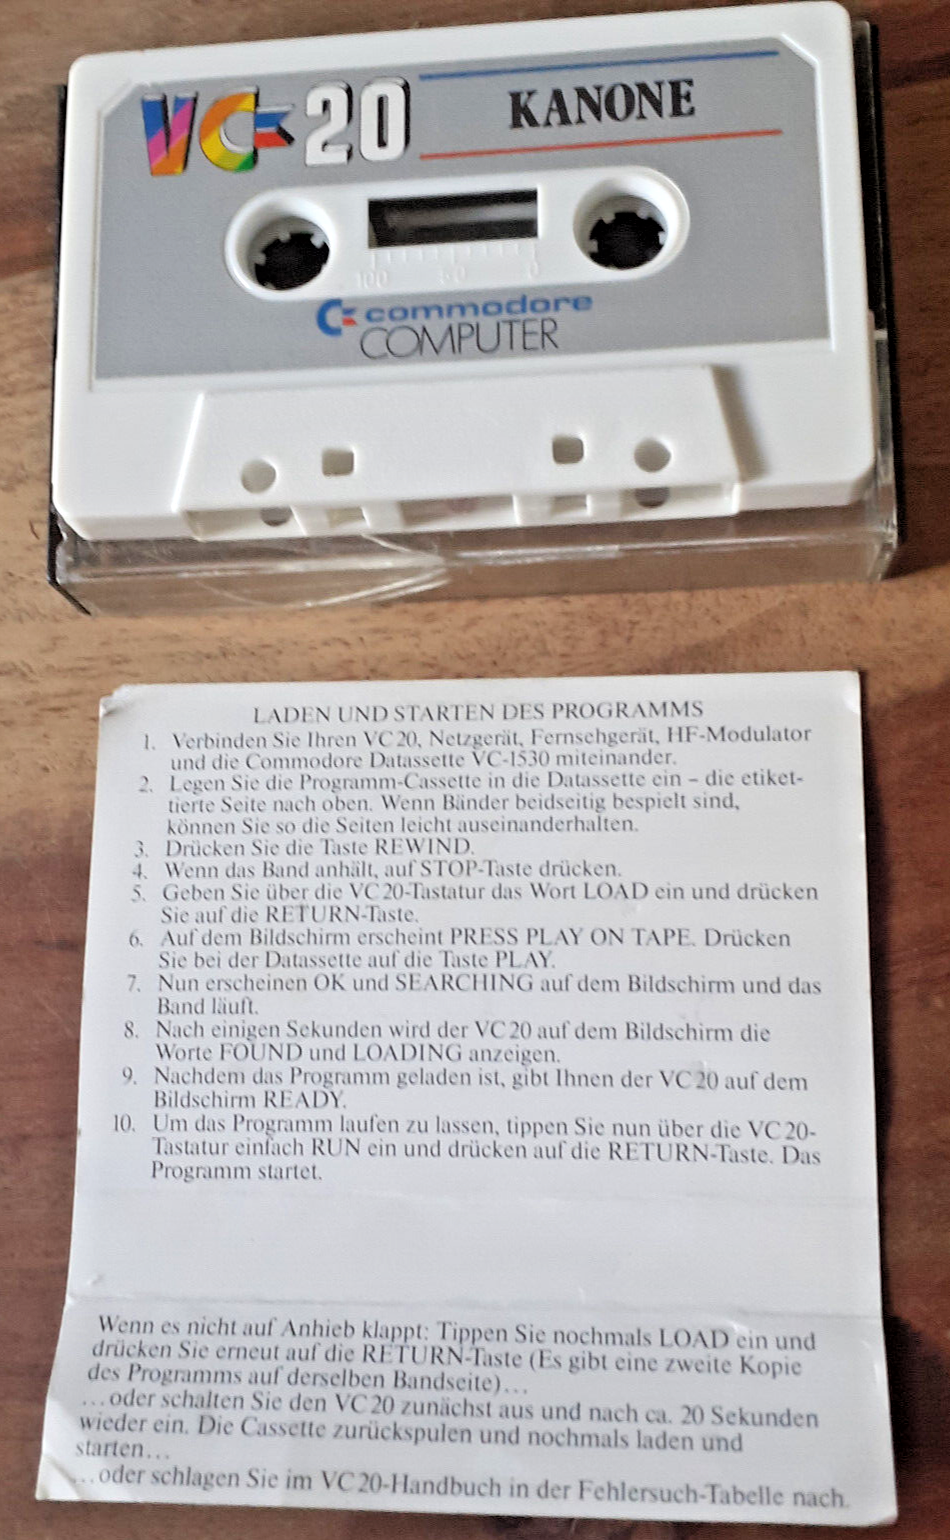 VC 20
KANONE
100 50 0
commodore
COMPUTER
LADEN UND STARTEN DES PROGRAMMS
1. Verbinden Sie Ihren VC 20, Netzgerät, Fernsehgerät, HF-Modulator
und die Commodore Datassette VC-1530 miteinander.
2. Legen Sie die Programm-Cassette in die Datassette ein – die etiket-
tierte Seite nach oben. Wenn Bänder beidseitig bespielt sind,
können Sie so die Seiten leicht auseinanderhalten.
3. Drücken Sie die Taste REWIND.
4. Wenn das Band anhält, auf STOP-Taste drücken.
5. Geben Sie über die VC 20-Tastatur das Wort LOAD ein und drücken
Sie auf die RETURN-Taste.
6. Auf dem Bildschirm erscheint PRESS PLAY ON TAPE. Drücken
Sie bei der Datassette auf die Taste PLAY.
7. Nun erscheinen OK und SEARCHING auf dem Bildschirm und das
Band läuft.
8. Nach einigen Sekunden wird der VC 20 auf dem Bildschirm die
Worte FOUND und LOADING anzeigen.
9. Nachdem das Programm geladen ist, gibt Ihnen der VC 20 auf dem
Bildschirm READY.
10. Um das Programm laufen zu lassen, tippen Sie nun über die VC 20-
Tastatur einfach RUN ein und drücken auf die RETURN-Taste. Das
Programm startet.
Wenn es nicht auf Anhieb klappt: Tippen Sie nochmals LOAD ein und
drücken Sie erneut auf die RETURN-Taste (Es gibt eine zweite Kopie
des Programms auf derselben Bandseite)...
...oder schalten Sie den VC 20 zunächst aus und nach ca. 20 Sekunden
wieder ein. Die Cassette zurückspulen und nochmals laden und
starten...
...oder schlagen Sie im VC 20-Handbuch in der Fehlersuch-Tabelle nach.